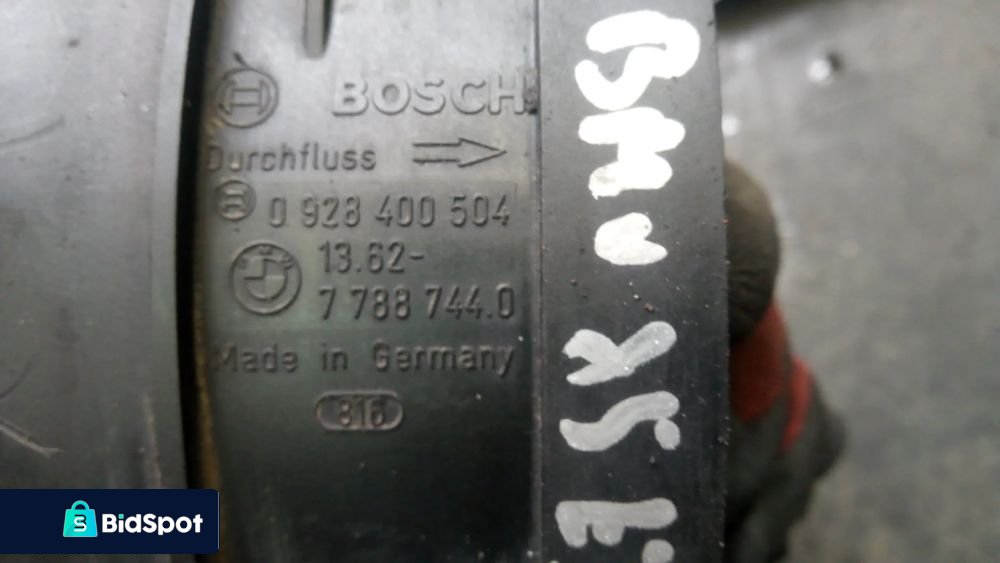 BOSCH
Durchfluss
0 928 400 504
13.62-
7 788 744.0
Made in Germany
816
BidSpot